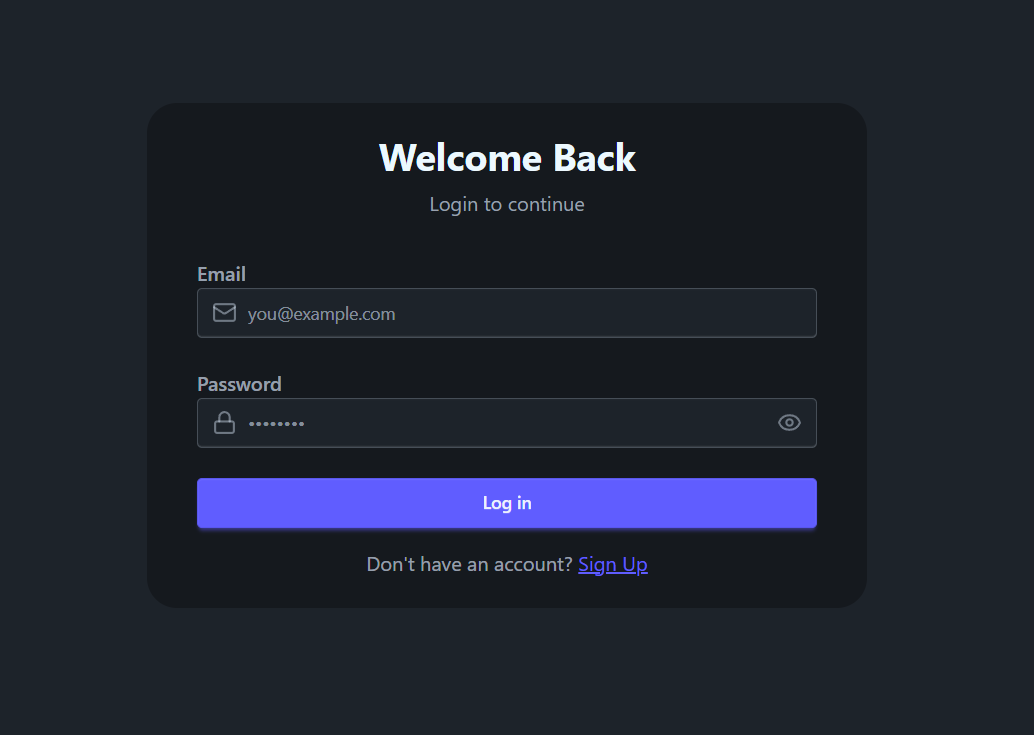 Welcome Back
Login to continue
Email
you@example.com
Password
••••••••
Log in
Don't have an account? Sign Up